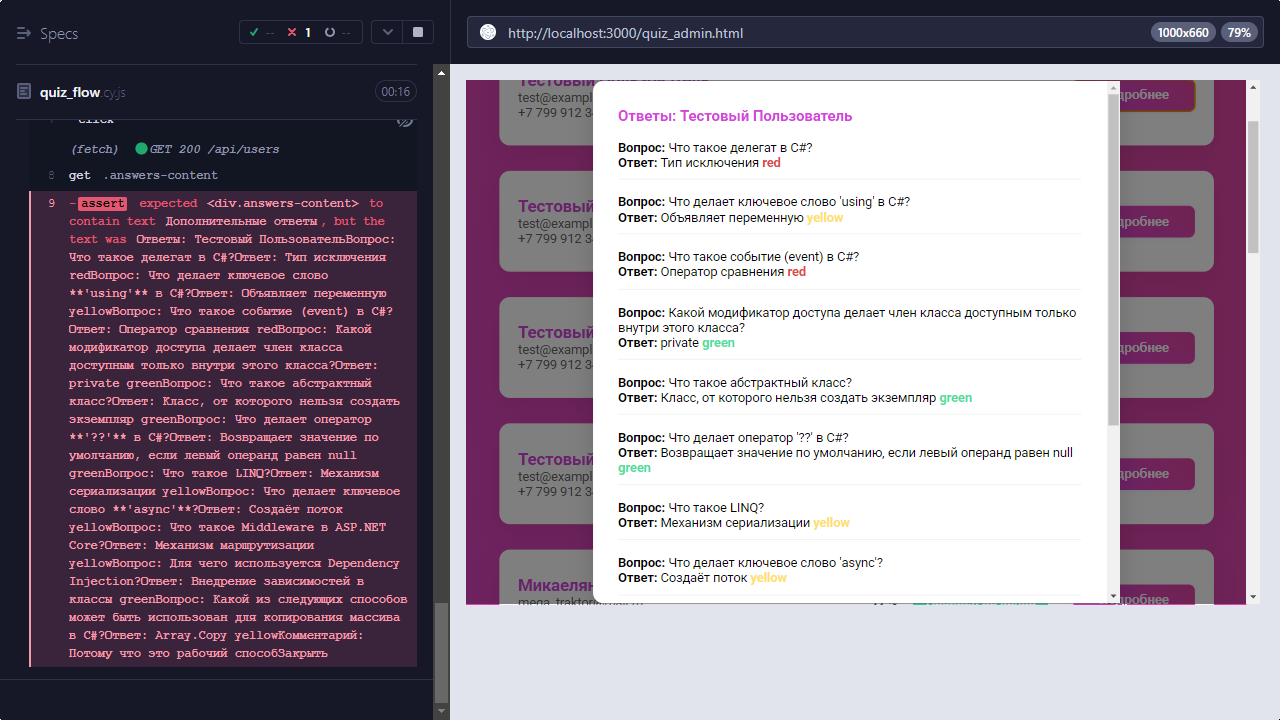 Specs
-- 1 --
http://localhost:3000/quiz_admin.html
1000x660 79%
quiz_flow.cy.js 00:16
click
(fetch) GET 200 /api/users
8 get .answers-content
9 -assert expected <div.answers-content> to
contain text Дополнительные ответы, but the
text was Ответы: Тестовый ПользовательВопрос:
Что такое делегат в C#?Ответ: Тип исключения
redВопрос: Что делает ключевое слово
**'using'** в C#?Ответ: Объявляет переменную
yellowВопрос: Что такое событие (event) в C#?
Ответ: Оператор сравнения redВопрос: Какой
модификатор доступа делает член класса
доступным только внутри этого класса?Ответ:
private greenВопрос: Что такое абстрактный
класс?Ответ: Класс, от которого нельзя создать
экземпляр greenВопрос: Что делает оператор
**'??'** в C#?Ответ: Возвращает значение по
умолчанию, если левый операнд равен null
greenВопрос: Что такое LINQ?Ответ: Механизм
сериализации yellowВопрос: Что делает ключевое
слово **'async'**?Ответ: Создаёт поток
yellowВопрос: Что такое Middleware в ASP.NET
Core?Ответ: Механизм маршрутизации
yellowВопрос: Для чего используется Dependency
Injection?Ответ: Внедрение зависимостей в
классы greenВопрос: Какой из следующих способов
может быть использован для копирования массива
в C#?Ответ: Array.Copy yellowКомментарий:
Потому что это рабочий способЗакрыть
test@exampl
+7 799 912 3
дробнее
Тестовый
test@exampl
+7 799 912 3
дробнее
Тестовый
test@exampl
+7 799 912 3
дробнее
Тестовый
test@exampl
+7 799 912 3
дробнее
Микаелян
дробнее
Ответы: Тестовый Пользователь
Вопрос: Что такое делегат в C#?
Ответ: Тип исключения red
Вопрос: Что делает ключевое слово 'using' в C#?
Ответ: Объявляет переменную yellow
Вопрос: Что такое событие (event) в C#?
Ответ: Оператор сравнения red
Вопрос: Какой модификатор доступа делает член класса доступным только
внутри этого класса?
Ответ: private green
Вопрос: Что такое абстрактный класс?
Ответ: Класс, от которого нельзя создать экземпляр green
Вопрос: Что делает оператор '??' в C#?
Ответ: Возвращает значение по умолчанию, если левый операнд равен null
green
Вопрос: Что такое LINQ?
Ответ: Механизм сериализации yellow
Вопрос: Что делает ключевое слово 'async'?
Ответ: Создаёт поток yellow